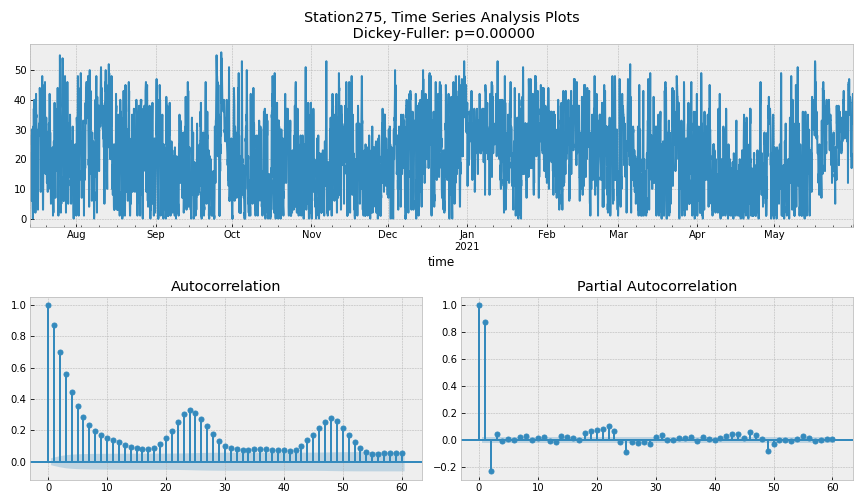 Station275, Time Series Analysis Plots
Dickey-Fuller: p=0.00000
50
40
30
20
10
0
Aug Sep Oct Nov Dec Jan Feb Mar Apr May
2021
time
Autocorrelation
1.0
0.8
0.6
0.4
0.2
0.0
0 10 20 30 40 50 60
Partial Autocorrelation
1.0
0.8
0.6
0.4
0.2
0.0
−0.2
0 10 20 30 40 50 60